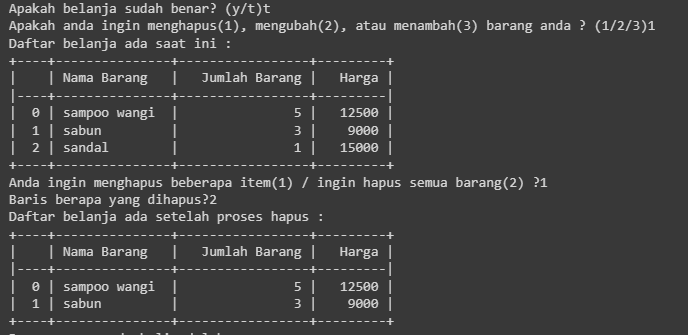 Apakah belanja sudah benar? (y/t)t
Apakah anda ingin menghapus(1), mengubah(2), atau menambah(3) barang anda ? (1/2/3)1
Daftar belanja ada saat ini :
+----+---------------+-----------------+---------+
|    | Nama Barang   |   Jumlah Barang |   Harga |
|----+---------------+-----------------+---------|
|  0 | sampoo wangi  |               5 |   12500 |
|  1 | sabun         |               3 |    9000 |
|  2 | sandal        |               1 |   15000 |
+----+---------------+-----------------+---------+
Anda ingin menghapus beberapa item(1) / ingin hapus semua barang(2) ?1
Baris berapa yang dihapus?2
Daftar belanja ada setelah proses hapus :
+----+---------------+-----------------+---------+
|    | Nama Barang   |   Jumlah Barang |   Harga |
|----+---------------+-----------------+---------|
|  0 | sampoo wangi  |               5 |   12500 |
|  1 | sabun         |               3 |    9000 |
+----+---------------+-----------------+---------+